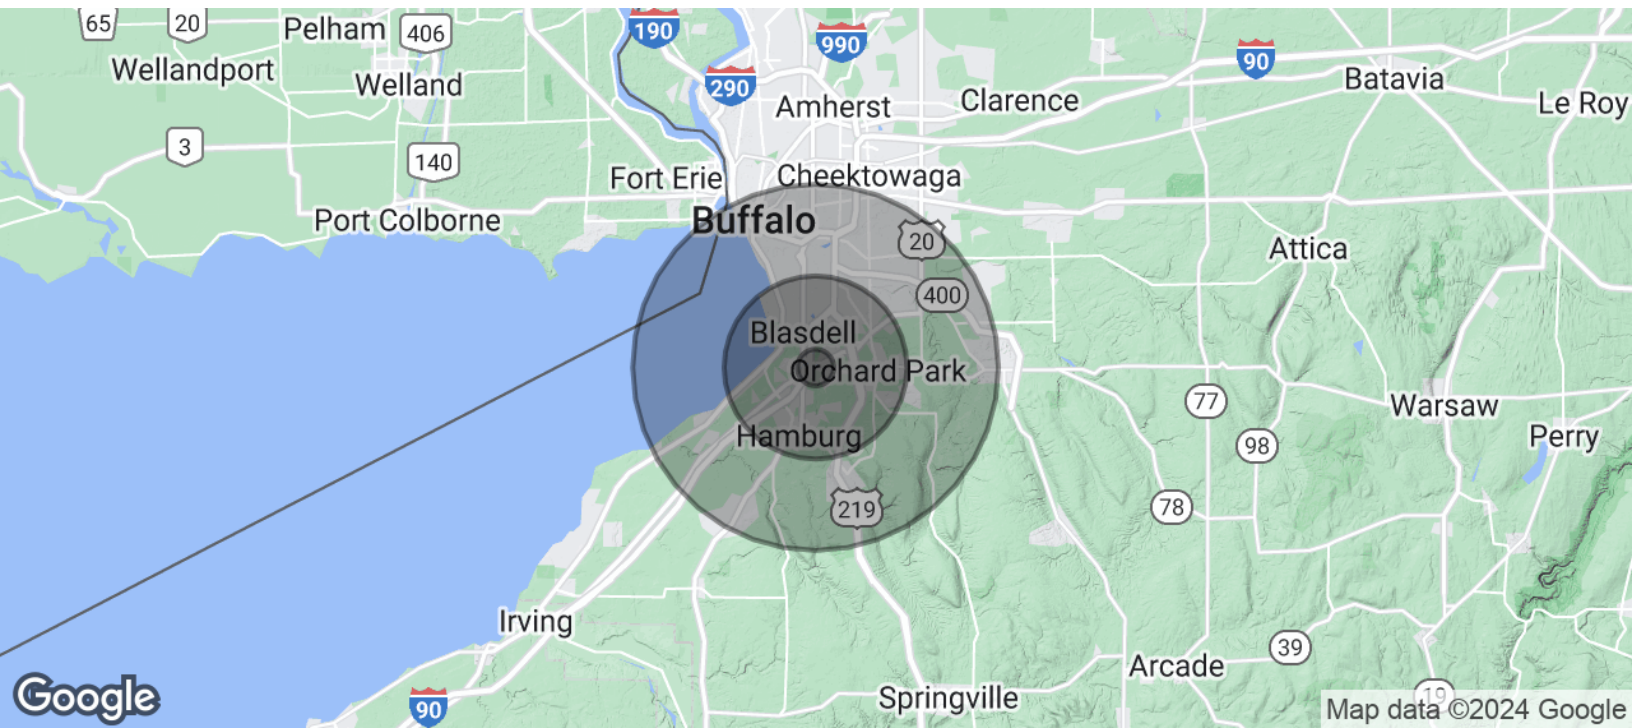 65
20
Pelham
406
190
990
90
Wellandport
Welland
290
Batavia
Amherst
Clarence
Le Roy
3
140
Fort Erie
Cheektowaga
Port Colborne
Buffalo
20
Attica
400
Blasdell
Orchard Park
77
Warsaw
Hamburg
98
Perry
219
78
Irving
39
Arcade
Google
90
Springville
19
Map data ©2024 Google